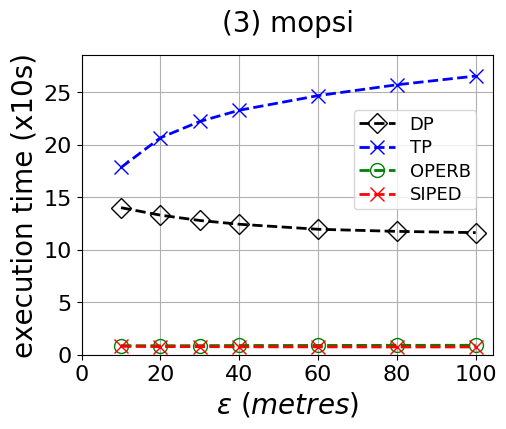 (3) mopsi
execution time (x10s)
25
20
15
10
5
0
DP
TP
OPERB
SIPED
0 20 40 60 80 100
ε (metres)